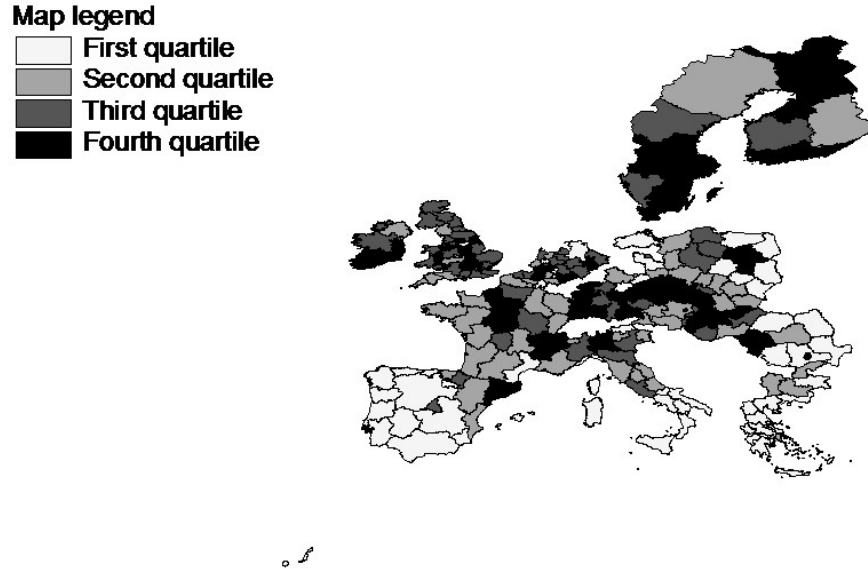 Map legend
First quartile
Second quartile
Third quartile
Fourth quartile